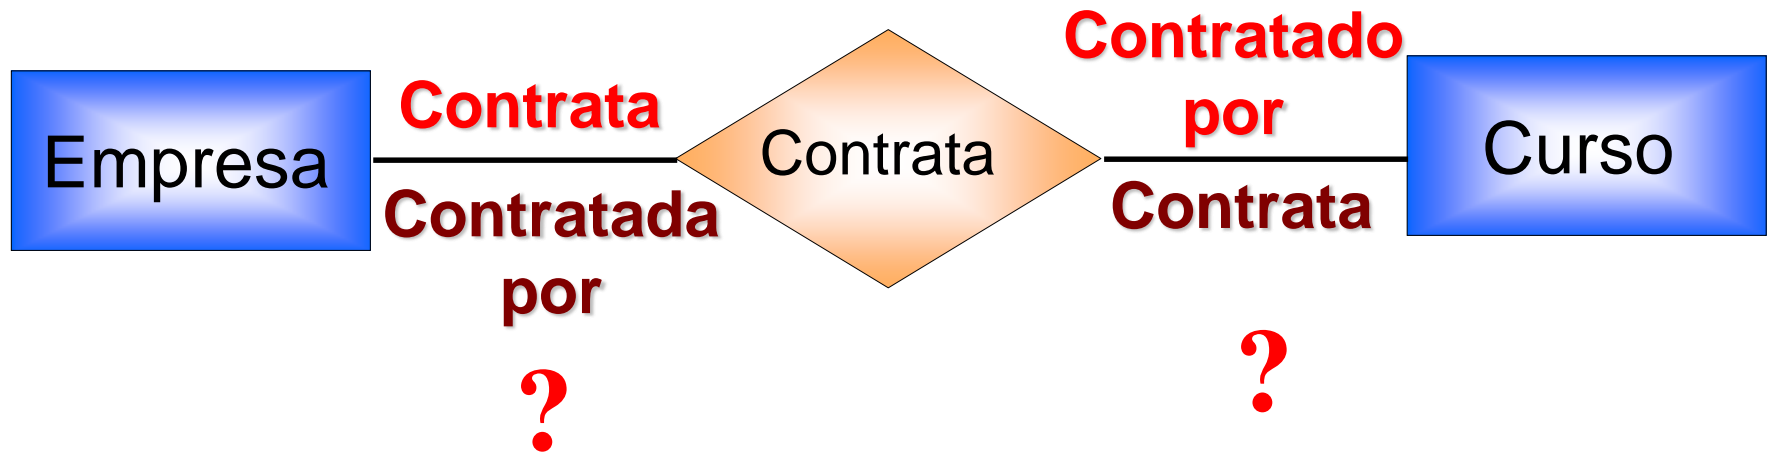 Empresa
Contrata
Contratada
por
?
Contrata
Contratado
por
Contrata
?
Curso